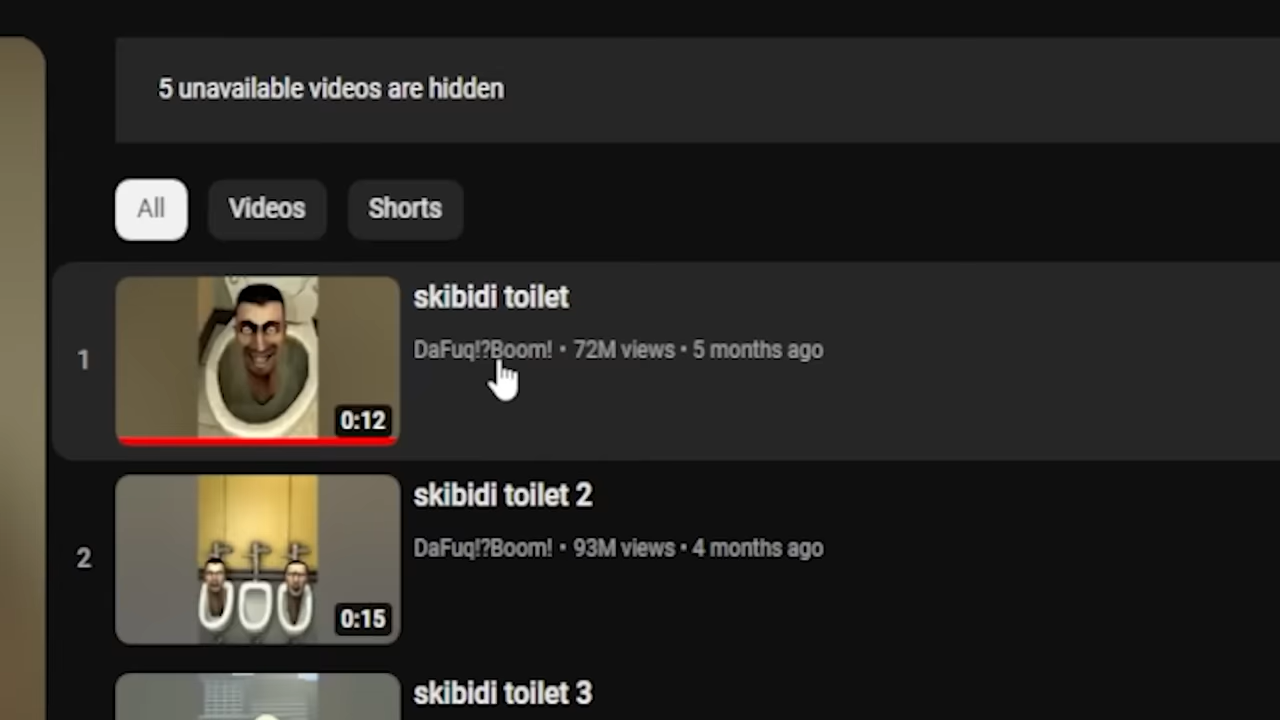 5 unavailable videos are hidden
All
Videos
Shorts
1
skibidi toilet
DaFuq!?Boom! • 72M views • 5 months ago
0:12
2
skibidi toilet 2
DaFuq!?Boom! • 93M views • 4 months ago
0:15
skibidi toilet 3